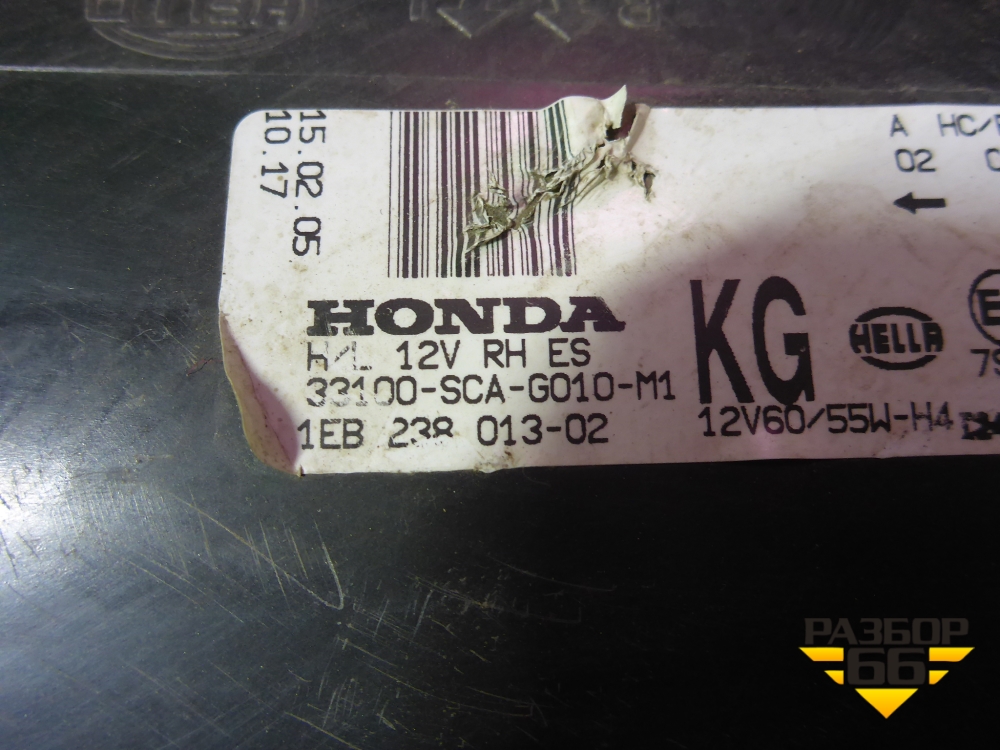 HELLA
15.02.05
10.17
A HC/
02
HONDA
H/L 12V RH ES
33100-SCA-G010-M1
1EB 238 013-02
KG
HELLA
E
12V60/55W-H4
РАЗБОР
66